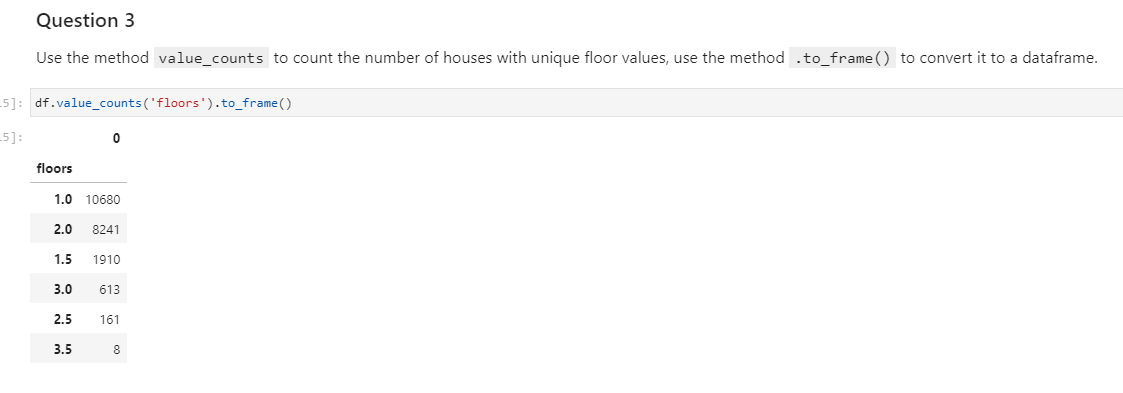 Question 3
Use the method value_counts to count the number of houses with unique floor values, use the method .to_frame() to convert it to a dataframe.
5]: df.value_counts('floors').to_frame()
5]: 0
floors
1.0 10680
2.0 8241
1.5 1910
3.0 613
2.5 161
3.5 8